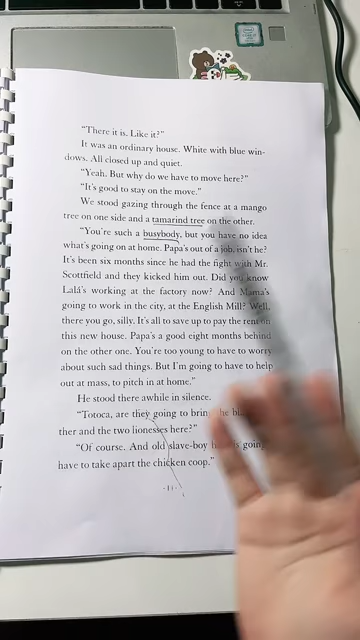 "There it is. Like it?"
It was an ordinary house. White with blue win-
dows. All closed up and quiet.
"Yeah. But why do we have to move here?"
"It's good to stay on the move."
We stood gazing through the fence at a mango
tree on one side and a tamarind tree on the other.
"You're such a busybody, but you have no idea
what's going on at home. Papa's out of a job, isn't he?
It's been six months since he had the fight with Mr.
Scottfield and they kicked him out. Did you know
Lalá's working at the factory now? And Mama's
going to work in the city, at the English Mill? Well,
there you go, silly. It's all to save up to pay the rent on
this new house. Papa's a good eight months behind
on the other one. You're too young to have to worry
about such sad things. But I'm going to have to help
out at mass, to pitch in at home."
He stood there awhile in silence.
"Totoca, are they going to bring the
ther and the two lionesses here?"
"Of course. And old slave-boy is going
have to take apart the chicken coop."
-11-